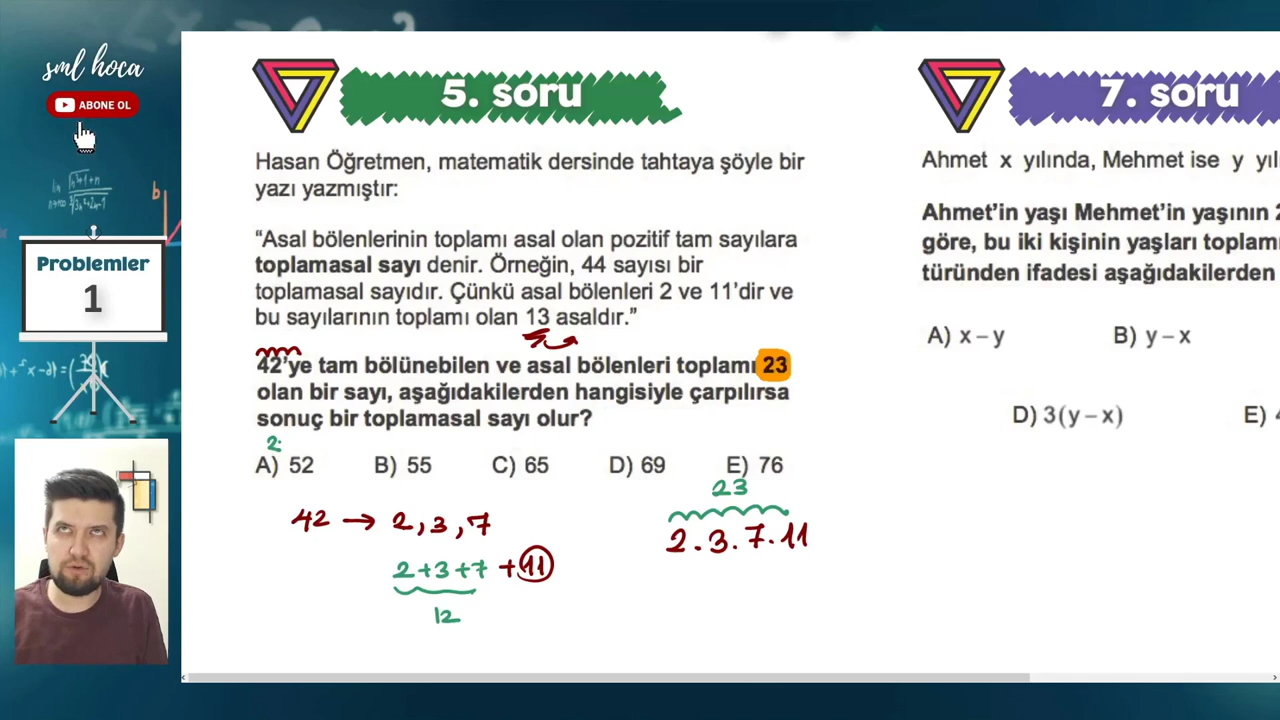 sml hoca
ABONE OL
Problemler
1
5. soru
Hasan Öğretmen, matematik dersinde tahtaya şöyle bir
yazı yazmıştır:
“Asal bölenlerinin toplamı asal olan pozitif tam sayılara
toplamasal sayı denir. Örneğin, 44 sayısı bir
toplamasal sayıdır. Çünkü asal bölenleri 2 ve 11’dir ve
bu sayılarının toplamı olan 13 asaldır.”
42’ye tam bölünebilen ve asal bölenleri toplamı 23
olan bir sayı, aşağıdakilerden hangisiyle çarpılırsa
sonuç bir toplamasal sayı olur?
2.
A) 52 B) 55 C) 65 D) 69 E) 76
42 → 2, 3, 7
2+3+7 +11
12
23
2.3.7.11
7. soru
Ahmet x yılında, Mehmet ise y yıl
Ahmet’in yaşı Mehmet’in yaşının 2
göre, bu iki kişinin yaşları toplam
türünden ifadesi aşağıdakilerden
A) x – y B) y – x
D) 3(y – x) E) 4
b